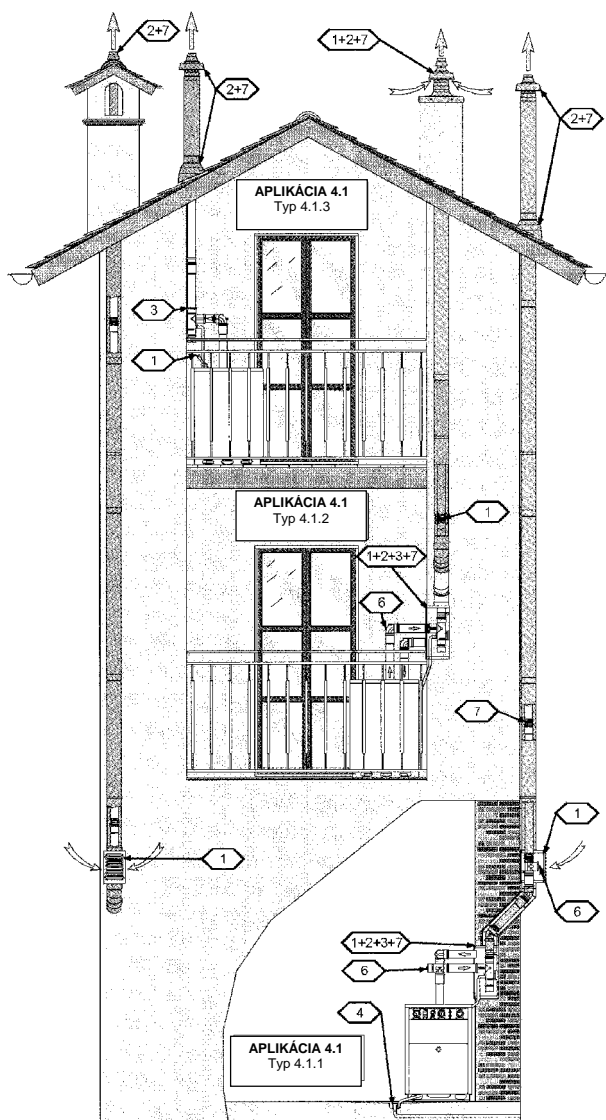 2+7
1+2+7
2+7
2+7
APLIKÁCIA 4.1
Typ 4.1.3
3
1
APLIKÁCIA 4.1
Typ 4.1.2
1
1+2+3+7
6
7
1
1
6
1+2+3+7
6
4
APLIKÁCIA 4.1
Typ 4.1.1